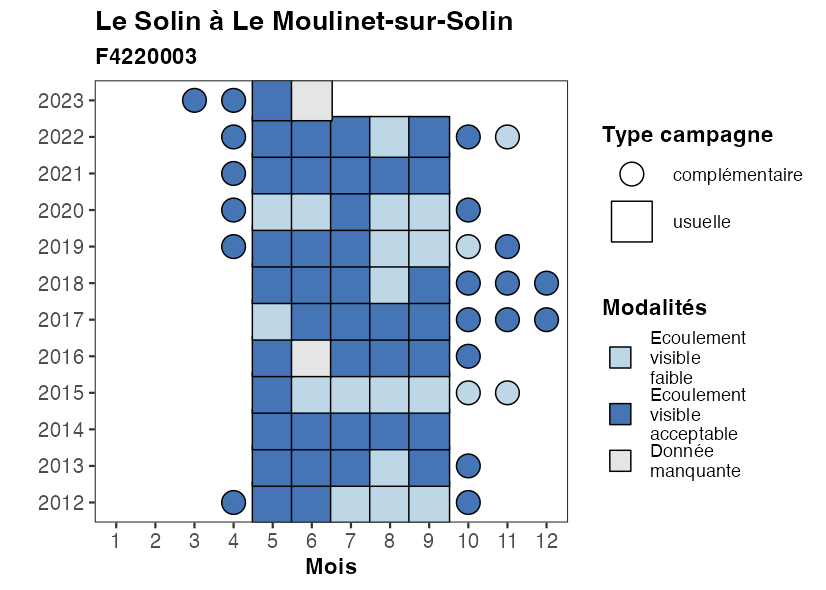 Le Solin à Le Moulinet-sur-Solin
F4220003
2023
2022
2021
2020
2019
2018
2017
2016
2015
2014
2013
2012
1 2 3 4 5 6 7 8 9 10 11 12
Mois
Type campagne
complémentaire
usuelle
Modalités
Ecoulement
visible
faible
Ecoulement
visible
acceptable
Donnée
manquante